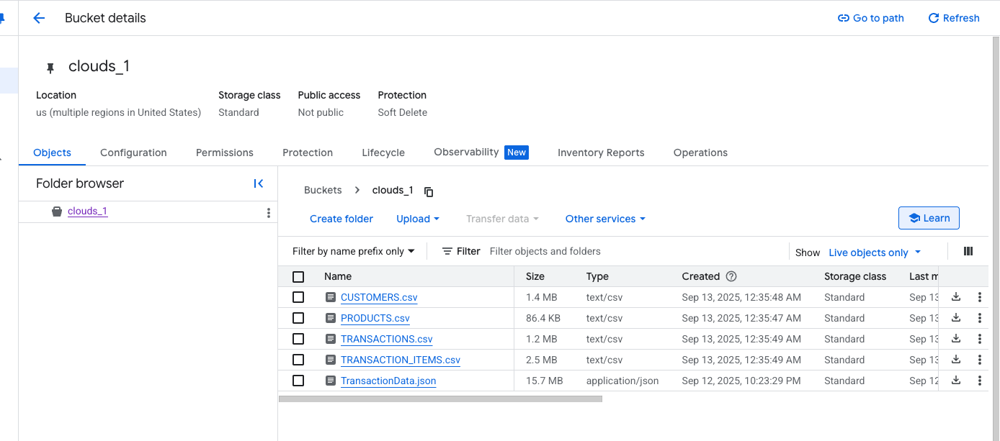 Bucket details
Go to path
Refresh
clouds_1
Location Storage class Public access Protection
us (multiple regions in United States) Standard Not public Soft Delete
Objects Configuration Permissions Protection Lifecycle Observability New Inventory Reports Operations
Folder browser
clouds_1
Buckets > clouds_1
Create folder Upload Transfer data Other services Learn
Filter by name prefix only Filter Filter objects and folders Show Live objects only
Name Size Type Created ? Storage class Last m
CUSTOMERS.csv 1.4 MB text/csv Sep 13, 2025, 12:35:48 AM Standard Sep 13
PRODUCTS.csv 86.4 KB text/csv Sep 13, 2025, 12:35:47 AM Standard Sep 13
TRANSACTIONS.csv 1.2 MB text/csv Sep 13, 2025, 12:35:49 AM Standard Sep 13
TRANSACTION_ITEMS.csv 2.5 MB text/csv Sep 13, 2025, 12:35:49 AM Standard Sep 13
TransactionData.json 15.7 MB application/json Sep 12, 2025, 10:23:29 PM Standard Sep 12